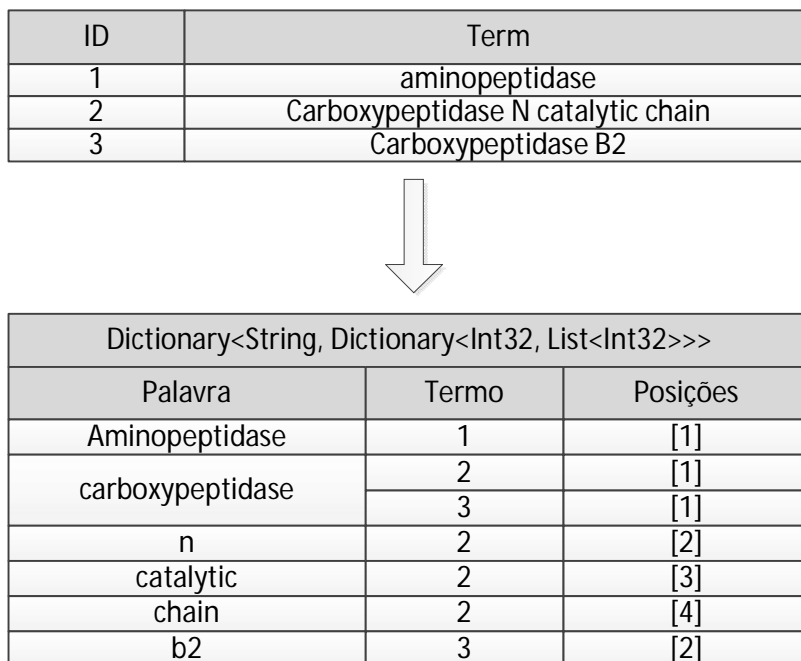 ID Term
1 aminopeptidase
2 Carboxypeptidase N catalytic chain
3 Carboxypeptidase B2
Dictionary<String, Dictionary<Int32, List<Int32>>>
Palavra Termo Posições
Aminopeptidase 1 [1]
carboxypeptidase 2 [1]
3 [1]
n 2 [2]
catalytic 2 [3]
chain 2 [4]
b2 3 [2]